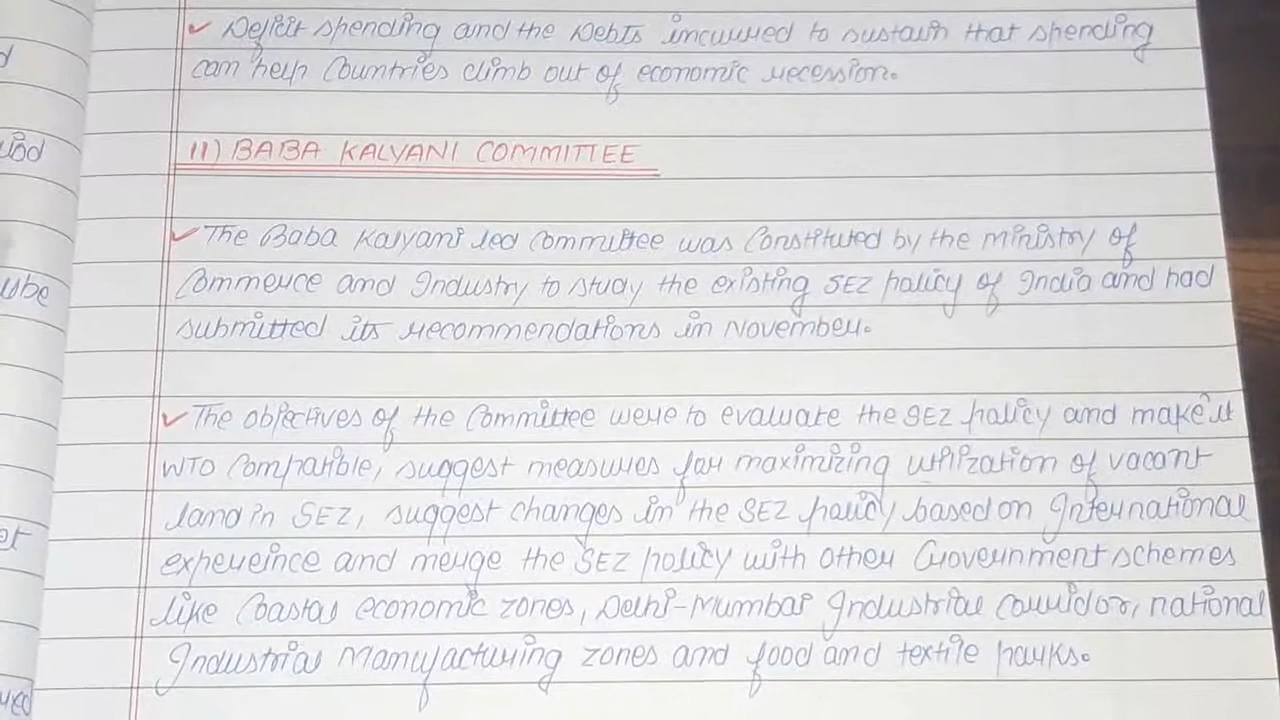 ✓ Deficit spending and the Debts incurred to sustain that spending
can help Countries climb out of economic recession.
11) BABA KALYANI COMMITTEE
✓ The Baba Kalyani led Committee was Constituted by the ministry of
Commerce and Industry to study the existing SEZ policy of India and had
submitted its recommendations in November.
✓ The objectives of the Committee were to evaluate the SEZ policy and make it
WTO Compatible, suggest measures for maximizing utilization of vacant
land in SEZ, suggest changes in the SEZ policy based on International
expereince and merge the SEZ policy with other Government schemes
like Coastal economic zones, Delhi-Mumbai Industrial Corridor, national
Industrial Manufacturing zones and food and textile parks.